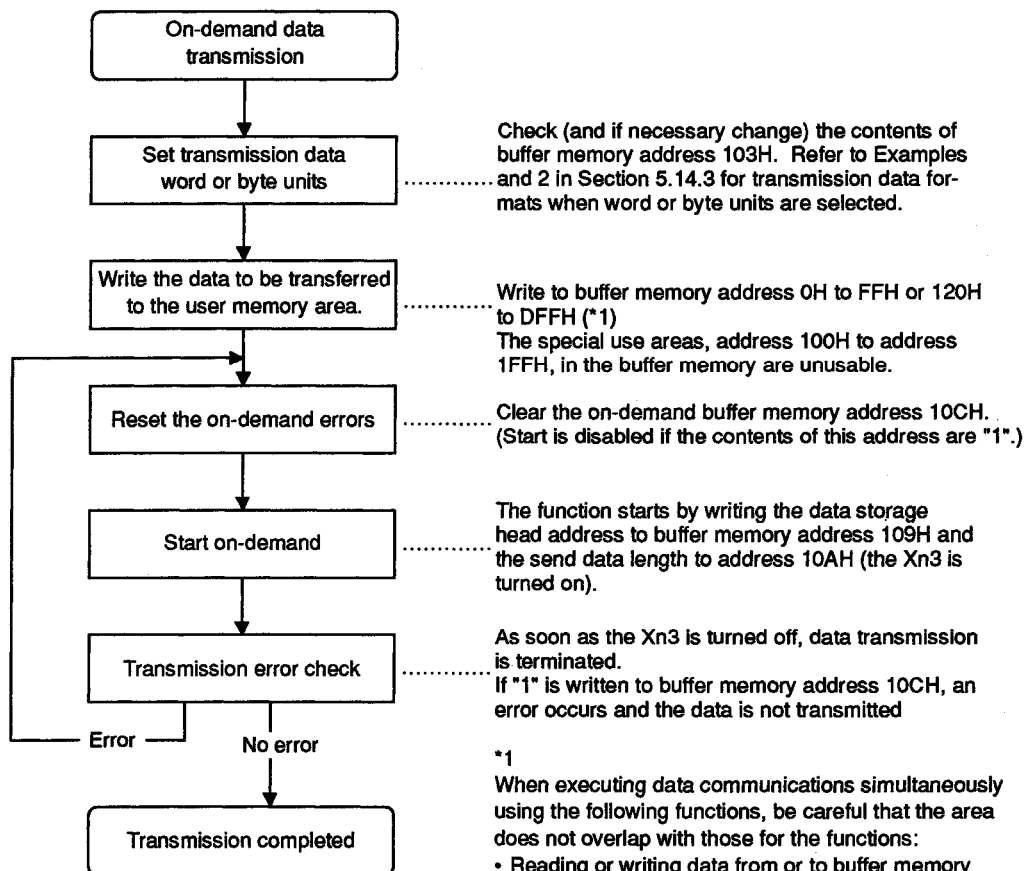 On-demand data
transmission
Set transmission data
word or byte units
Check (and if necessary change) the contents of
buffer memory address 103H. Refer to Examples
and 2 in Section 5.14.3 for transmission data for-
mats when word or byte units are selected.
Write the data to be transferred
to the user memory area.
Write to buffer memory address 0H to FFH or 120H
to DFFH (*1)
The special use areas, address 100H to address
1FFH, in the buffer memory are unusable.
Reset the on-demand errors
Clear the on-demand buffer memory address 10CH.
(Start is disabled if the contents of this address are "1".)
Start on-demand
The function starts by writing the data storage
head address to buffer memory address 109H and
the send data length to address 10AH (the Xn3 is
turned on).
Transmission error check
As soon as the Xn3 is turned off, data transmission
is terminated.
If "1" is written to buffer memory address 10CH, an
error occurs and the data is not transmitted
Error
No error
Transmission completed
*1
When executing data communications simultaneously
using the following functions, be careful that the area
does not overlap with those for the functions:
• Reading or writing data from or to buffer memory